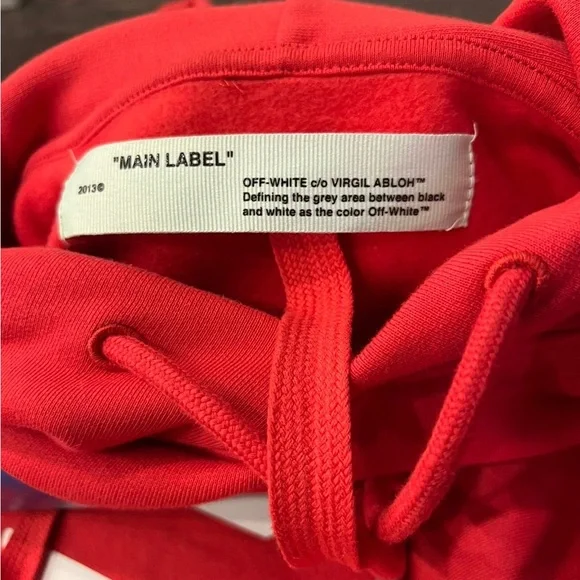 "MAIN LABEL"
2013©
OFF-WHITE c/o VIRGIL ABLOH™
Defining the grey area between black
and white as the color Off-White™